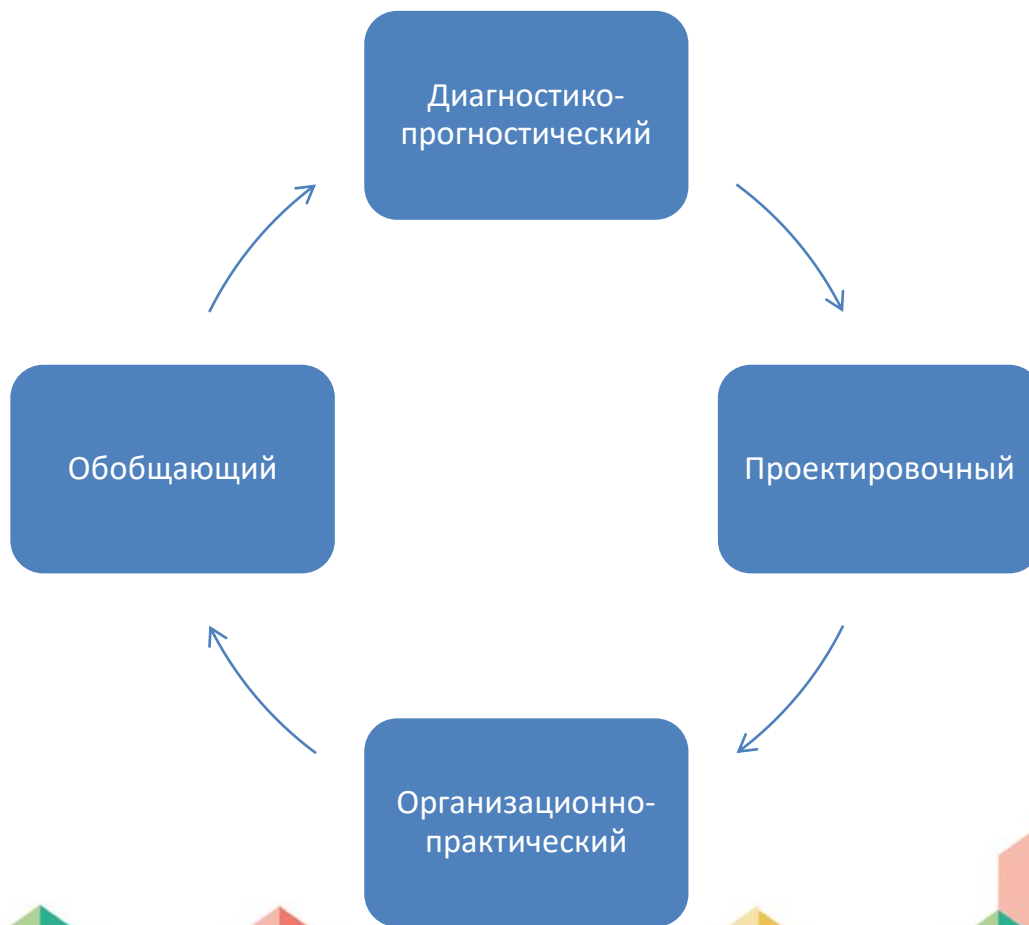 Диагностико-
прогностический
Обобщающий
Проектировочный
Организационно-
практический